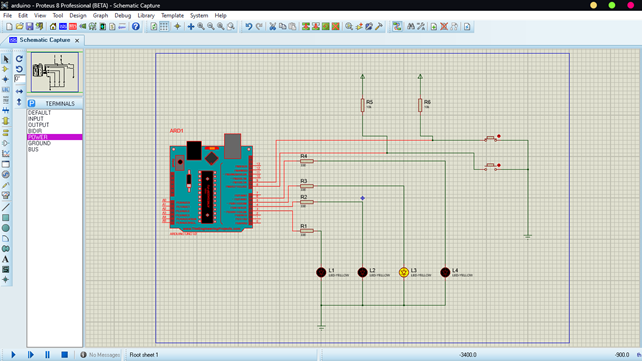 arduino - Proteus 8 Professional (BETA) - Schematic Capture
File Edit View Tool Design Graph Debug Library Template System Help
Schematic Capture
0°
P TERMINALS
DEFAULT
INPUT
OUTPUT
BIDIR
POWER
GROUND
BUS
R5
R6
ARD1
R4
R3
R2
R1
L1
LED-YELLOW
L2
LED-YELLOW
L3
LED-YELLOW
L4
LED-YELLOW
No Messages
Root sheet 1
-3400.0
-900.0